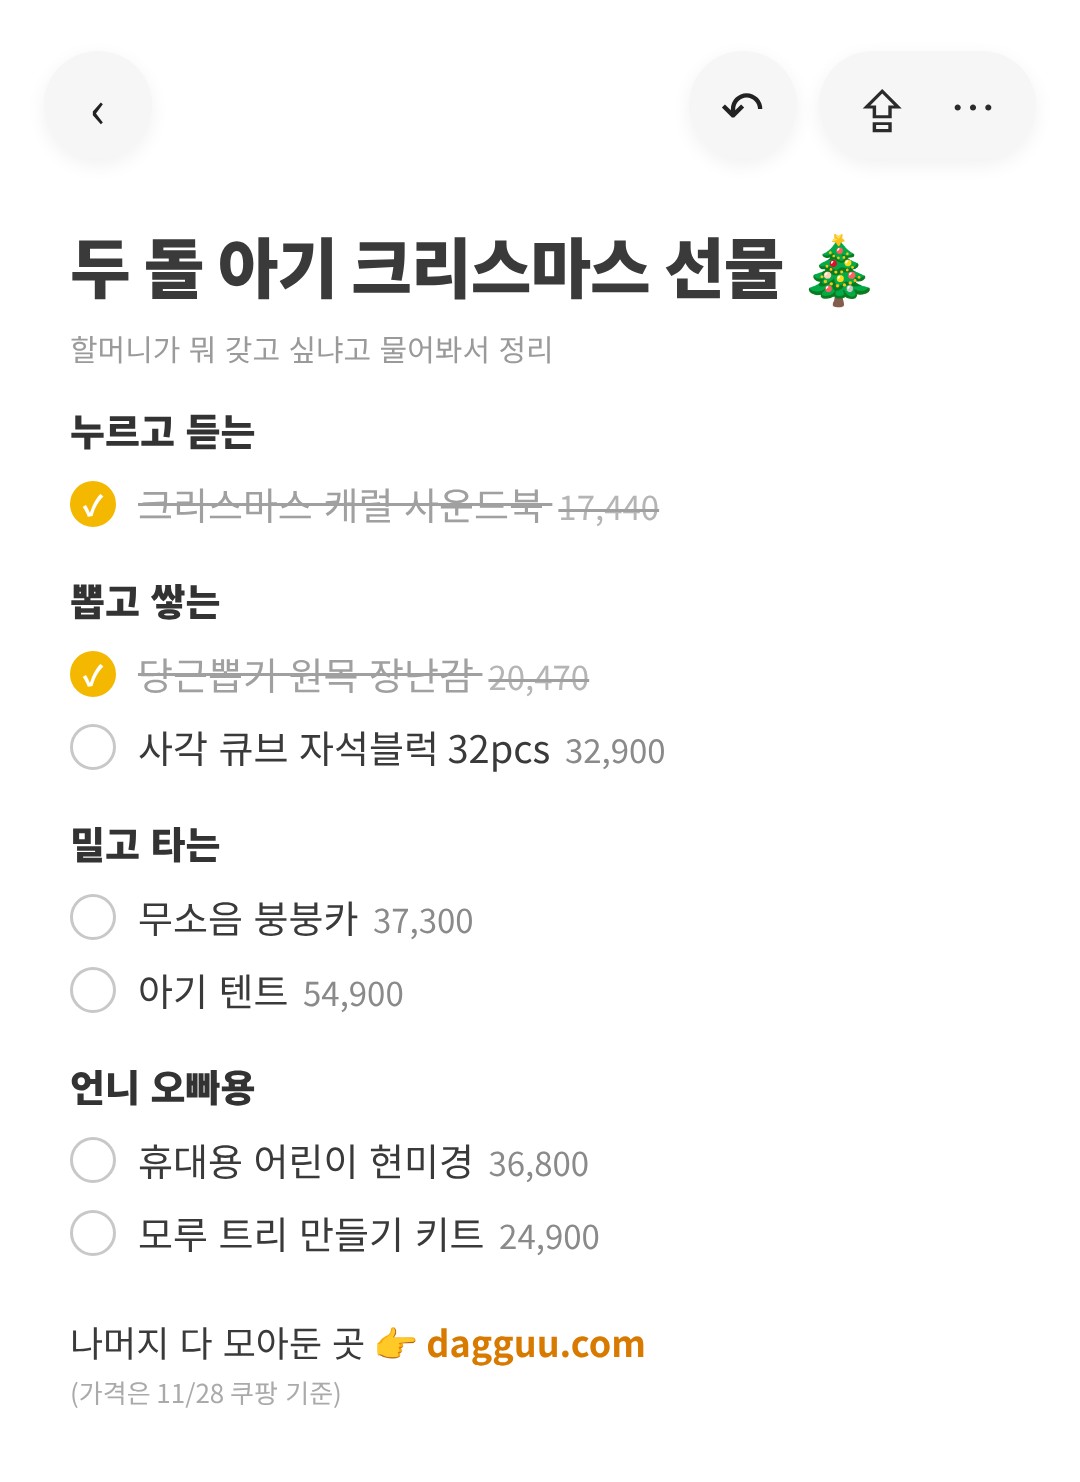 두 돌 아기 크리스마스 선물 🎄
할머니가 뭐 갖고 싶냐고 물어봐서 정리
누르고 듣는
크리스마스 캐럴 사운드북 17,440
뽑고 쌓는
당근뽑기 원목 장난감 20,470
사각 큐브 자석블럭 32pcs 32,900
밀고 타는
무소음 붕붕카 37,300
아기 텐트 54,900
언니 오빠용
휴대용 어린이 현미경 36,800
모루 트리 만들기 키트 24,900
나머지 다 모아둔 곳 👉 dagguu.com
(가격은 11/28 쿠팡 기준)